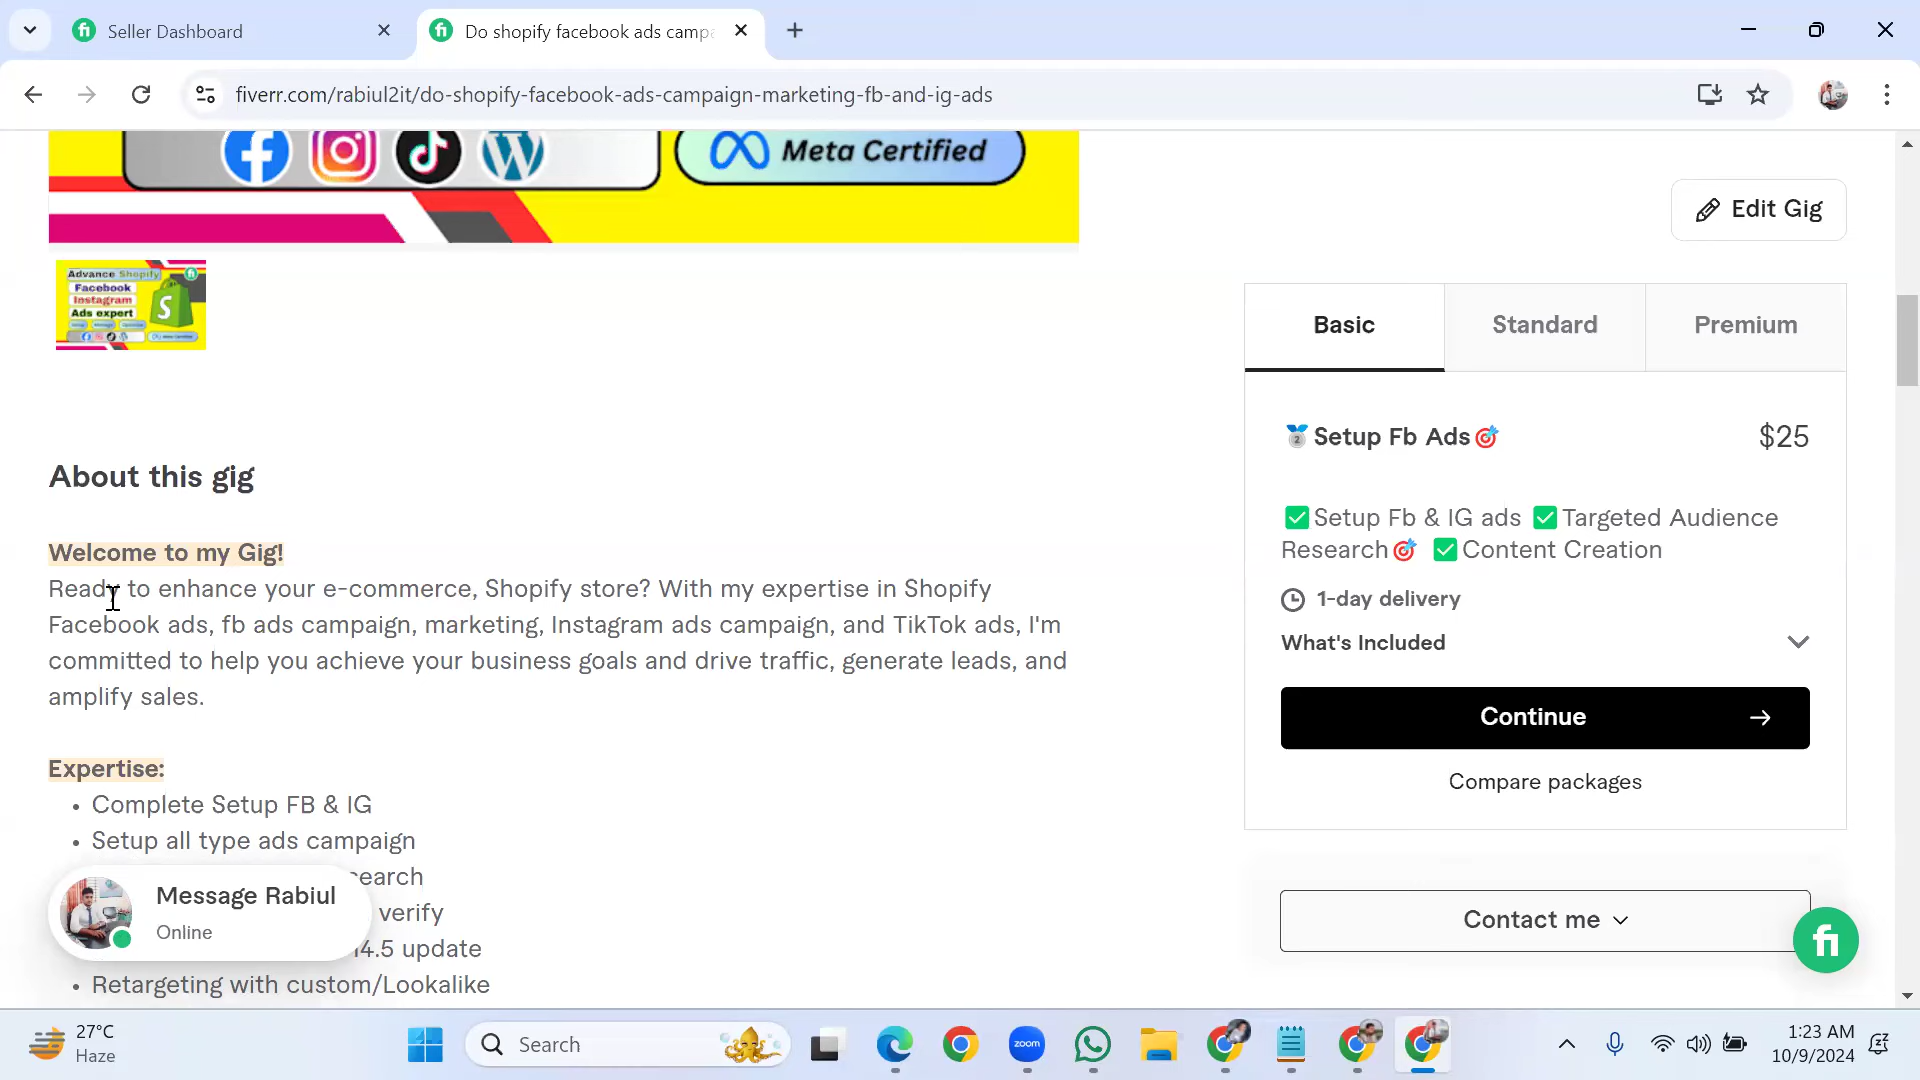 Seller Dashboard
Do shopify facebook ads camp
fiverr.com/rabiul2it/do-shopify-facebook-ads-campaign-marketing-fb-and-ig-ads
Meta Certified
Edit Gig
Advance Shopify
Facebook
Instagram
Ads expert
Basic
Standard
Premium
Setup Fb Ads
$25
Setup Fb & IG ads Targeted Audience
Research Content Creation
1-day delivery
What's Included
Continue
Compare packages
Contact me
About this gig
Welcome to my Gig!
Ready to enhance your e-commerce, Shopify store? With my expertise in Shopify
Facebook ads, fb ads campaign, marketing, Instagram ads campaign, and TikTok ads, I'm
committed to help you achieve your business goals and drive traffic, generate leads, and
amplify sales.
Expertise:
• Complete Setup FB & IG
• Setup all type ads campaign
verify
14.5 update
• Retargeting with custom/Lookalike
Message Rabiul
Online
fi
27°C
Haze
Search
zoom
1:23 AM
10/9/2024